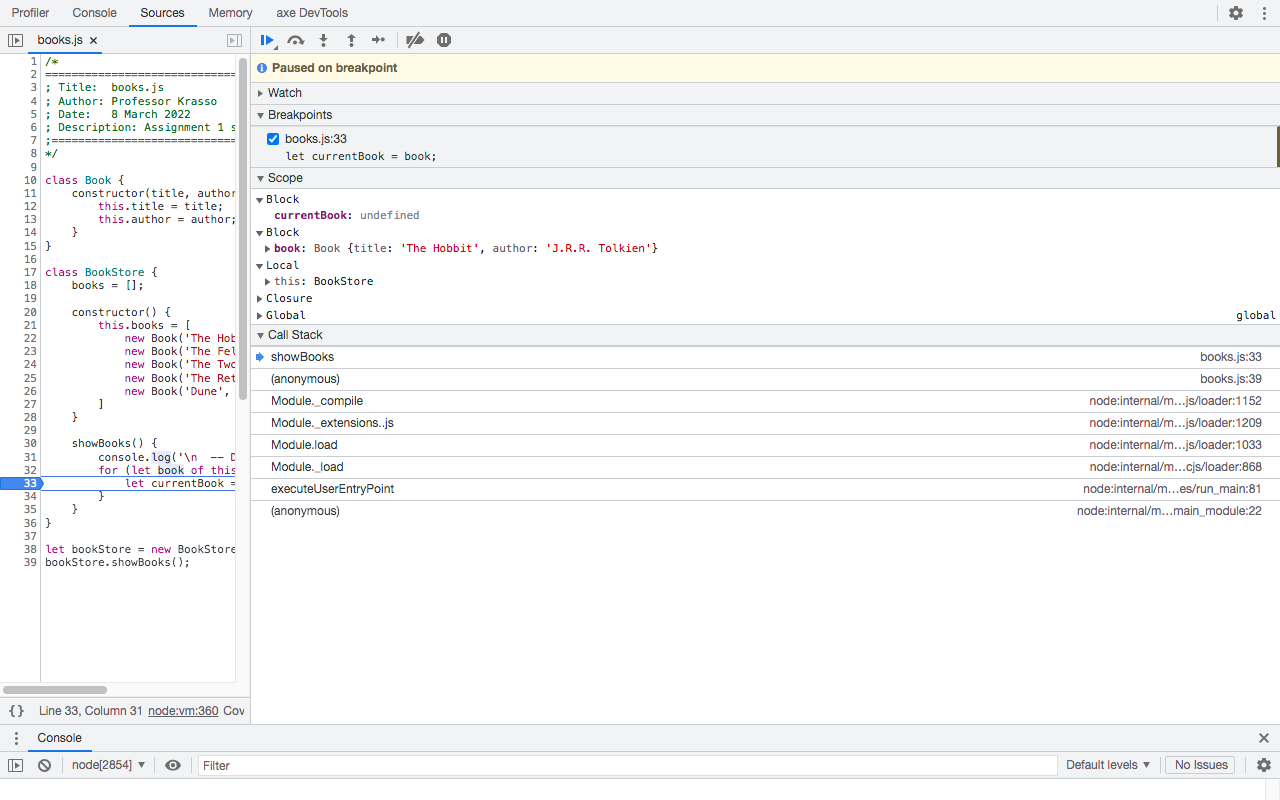 Profiler Console Sources Memory axe DevTools
books.js
Paused on breakpoint
Watch
Breakpoints
books.js:33
let currentBook = book;
Scope
Block
currentBook: undefined
Block
book: Book {title: 'The Hobbit', author: 'J.R.R. Tolkien'}
Local
this: BookStore
Closure
Global global
Call Stack
showBooks books.js:33
(anonymous) books.js:39
Module._compile node:internal/m…js/loader:1152
Module._extensions..js node:internal/m…js/loader:1209
Module.load node:internal/m…js/loader:1033
Module._load node:internal/m…cjs/loader:868
executeUserEntryPoint node:internal/m…es/run_main:81
(anonymous) node:internal/m…main_module:22
1 /*
2 =============================
3 ; Title:  books.js
4 ; Author: Professor Krasso
5 ; Date:   8 March 2022
6 ; Description: Assignment 1 s
7 ;============================
8 */
9
10 class Book {
11     constructor(title, author
12         this.title = title;
13         this.author = author;
14     }
15 }
16
17 class BookStore {
18     books = [];
19
20     constructor() {
21         this.books = [
22             new Book('The Hob
23             new Book('The Fel
24             new Book('The Two
25             new Book('The Ret
26             new Book('Dune',
27         ]
28     }
29
30     showBooks() {
31         console.log('\n  -- D
32         for (let book of this
33             let currentBook =
34         }
35     }
36 }
37
38 let bookStore = new BookStore
39 bookStore.showBooks();
{} Line 33, Column 31 node:vm:360 Cov
Console
node[2854] Filter Default levels No Issues